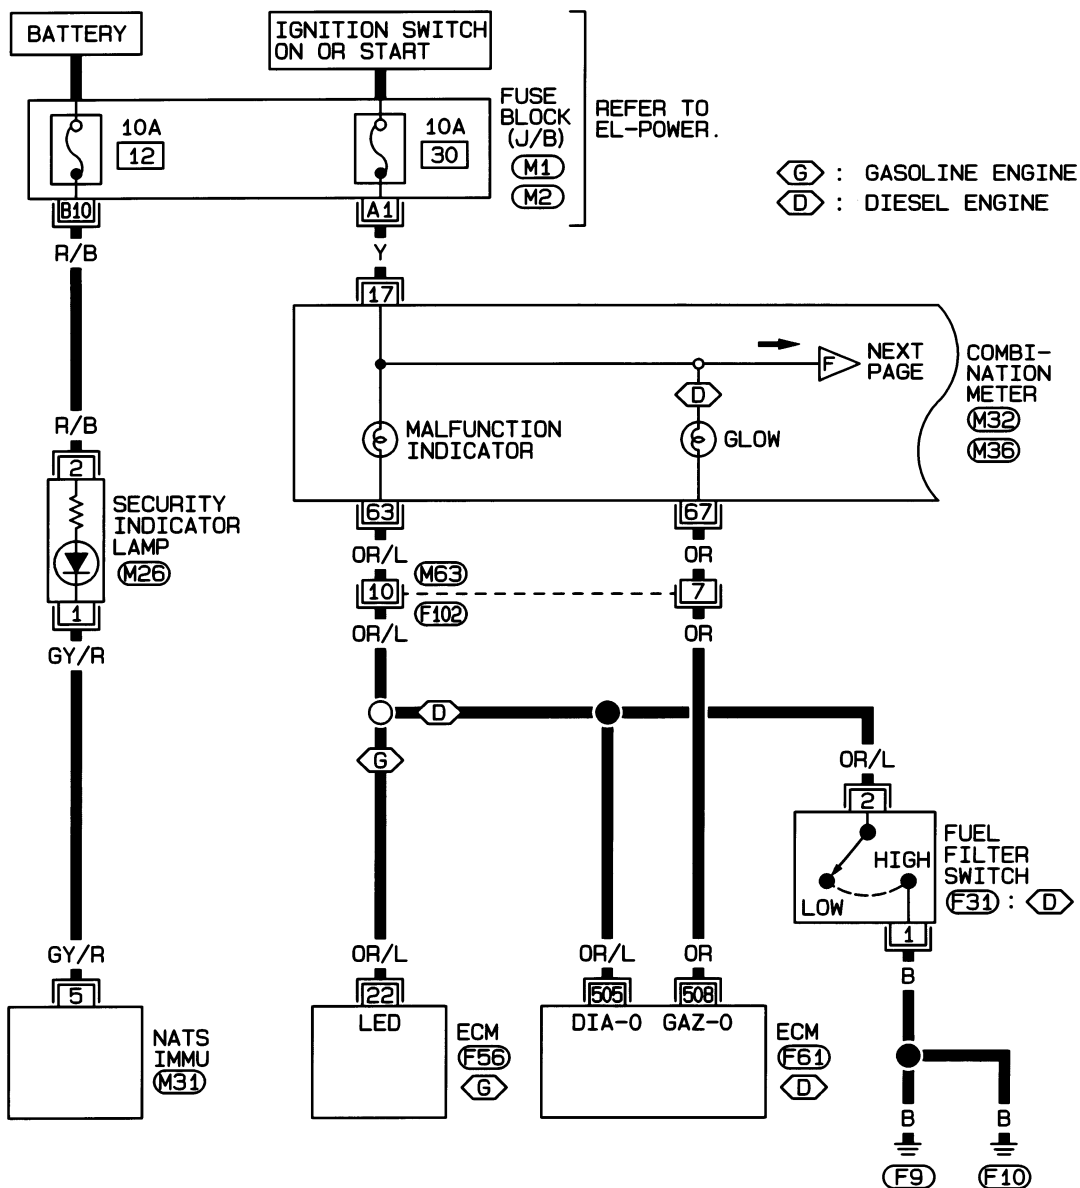 BATTERY
IGNITION SWITCH
ON OR START
10A
12
10A
30
FUSE
BLOCK
(J/B)
M1
M2
REFER TO
EL-POWER.
G : GASOLINE ENGINE
D : DIESEL ENGINE
B10
A1
R/B
Y
17
F
NEXT
PAGE
COMBI-
NATION
METER
M32
M36
D
MALFUNCTION
INDICATOR
GLOW
R/B
2
SECURITY
INDICATOR
LAMP
M26
1
GY/R
63
67
OR/L
OR
10
M63
F102
7
OR/L
OR
D
G
OR/L
2
HIGH
LOW
FUEL
FILTER
SWITCH
F31 : D
1
B
GY/R
5
NATS
IMMU
M31
OR/L
22
LED
ECM
F56
G
OR/L
OR
505
508
DIA-O
GAZ-O
ECM
F61
D
B
B
F9
F10